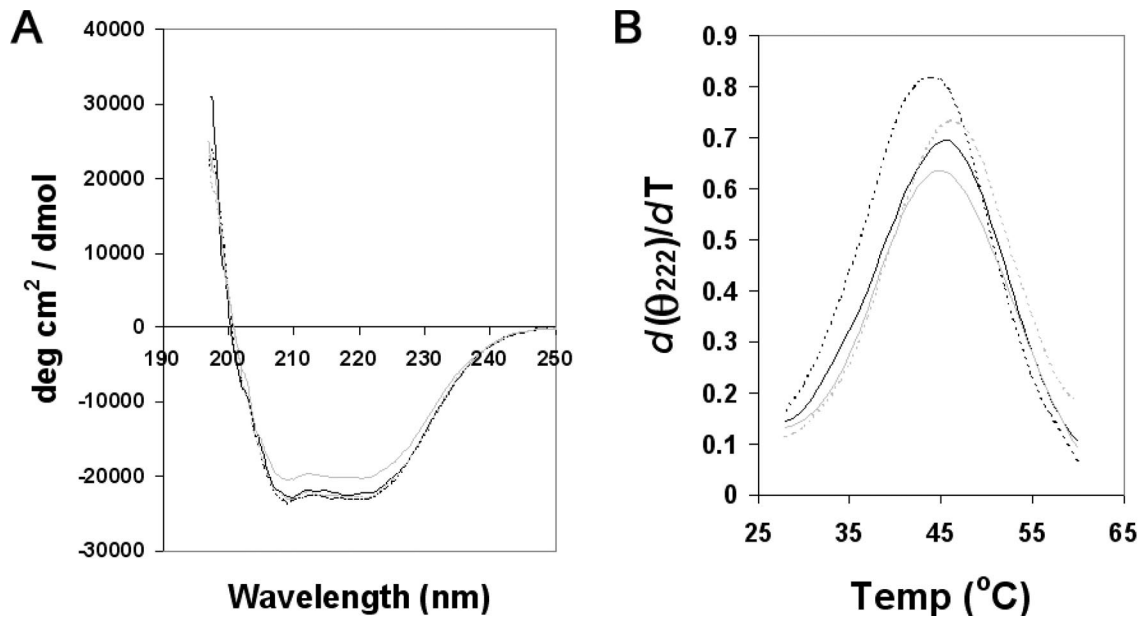 A
40000
30000
20000
10000
0
-10000
-20000
-30000
190 200 210 220 230 240 250
deg cm² / dmol
Wavelength (nm)
B
0.9
0.8
0.7
0.6
0.5
0.4
0.3
0.2
0.1
0
25 35 45 55 65
d(θ222)/dT
Temp (°C)